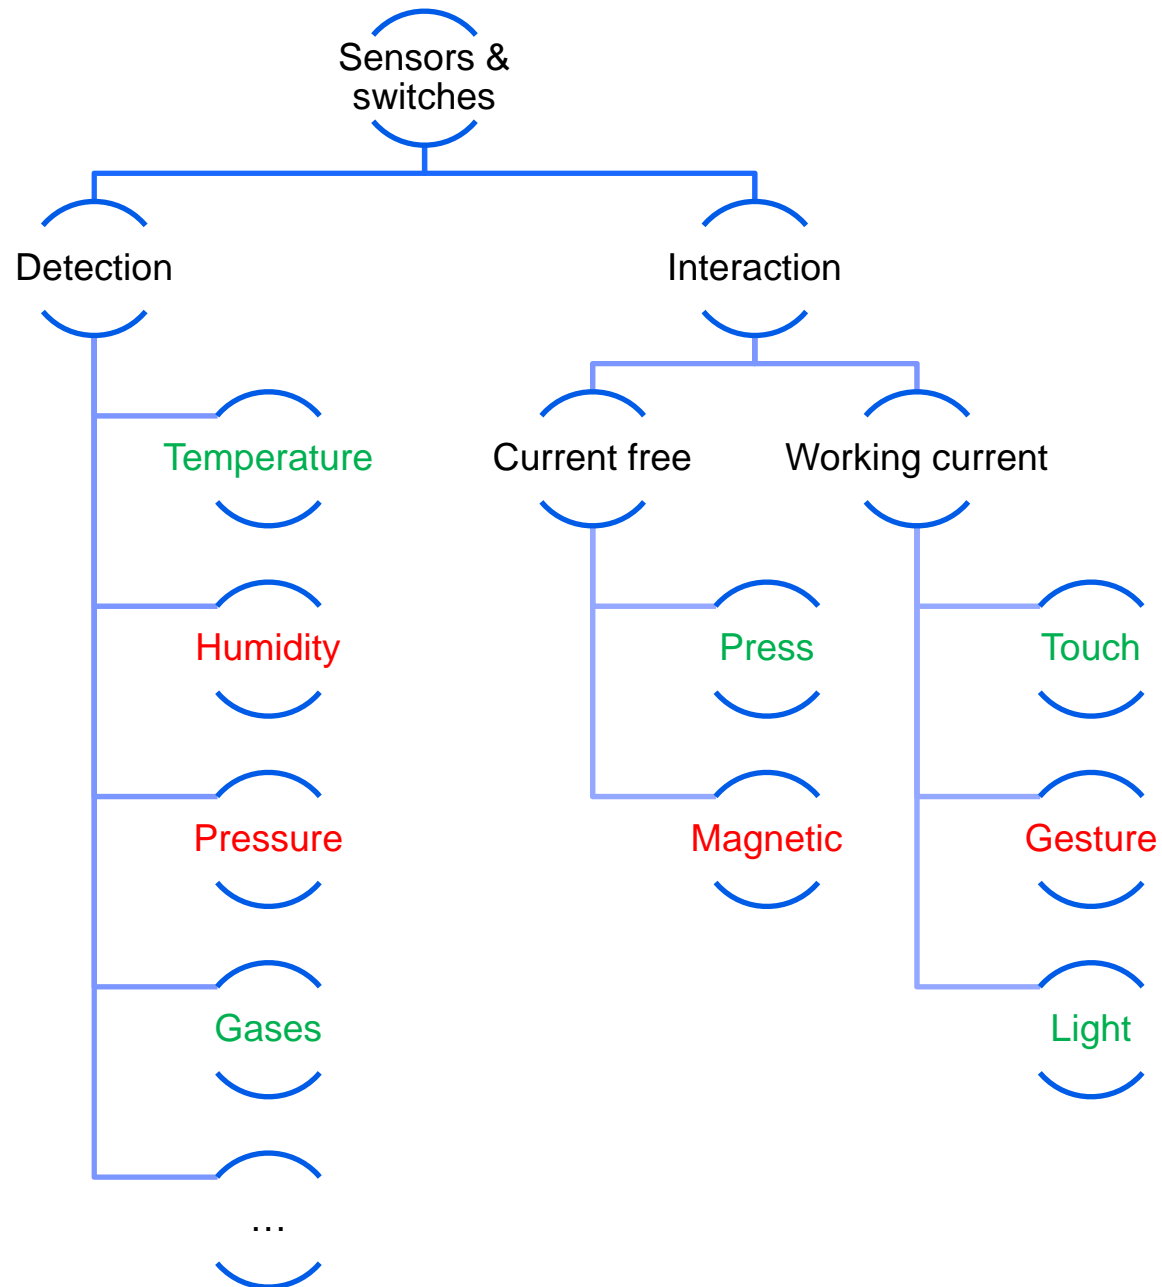 Sensors &
switches
Detection
Interaction
Temperature
Current free
Working current
Humidity
Press
Touch
Pressure
Magnetic
Gesture
Gases
Light
…